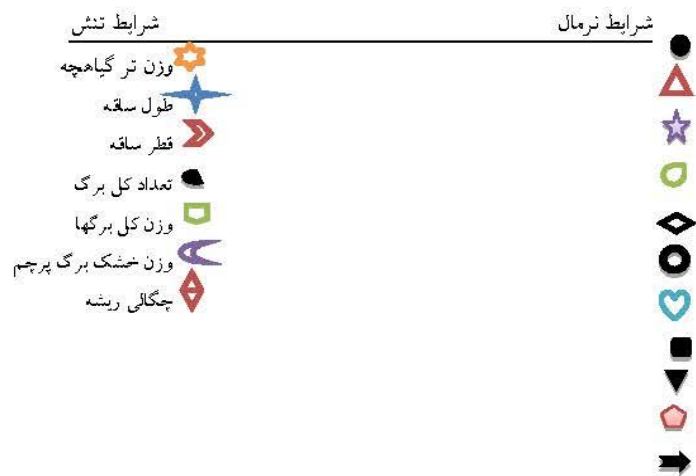 شرایط نرمال
شرایط تنش
وزن تر گیاهچه
طول ساقه
قطر ساقه
تعداد کل برگ
وزن کل برگها
وزن خشک برگ پرچم
چگالی ریشه